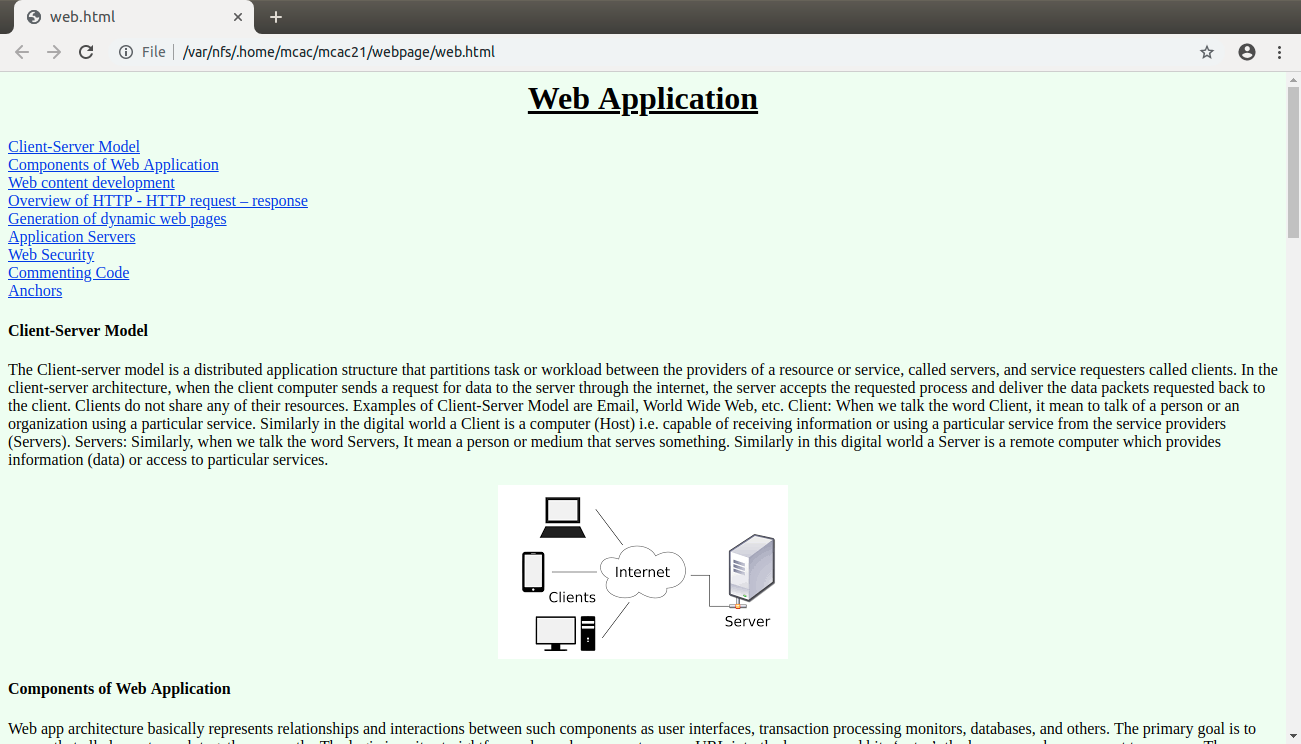 web.html
File
/var/nfs/.home/mcac/mcac21/webpage/web.html
Web Application
Client-Server Model
Components of Web Application
Web content development
Overview of HTTP - HTTP request – response
Generation of dynamic web pages
Application Servers
Web Security
Commenting Code
Anchors
Client-Server Model
The Client-server model is a distributed application structure that partitions task or workload between the providers of a resource or service, called servers, and service requesters called clients. In the
client-server architecture, when the client computer sends a request for data to the server through the internet, the server accepts the requested process and deliver the data packets requested back to
the client. Clients do not share any of their resources. Examples of Client-Server Model are Email, World Wide Web, etc. Client: When we talk the word Client, it mean to talk of a person or an
organization using a particular service. Similarly in the digital world a Client is a computer (Host) i.e. capable of receiving information or using a particular service from the service providers
(Servers). Servers: Similarly, when we talk the word Servers, It mean a person or medium that serves something. Similarly in this digital world a Server is a remote computer which provides
information (data) or access to particular services.
Internet
Clients
Server
Components of Web Application
Web app architecture basically represents relationships and interactions between such components as user interfaces, transaction processing monitors, databases, and others. The primary goal is to